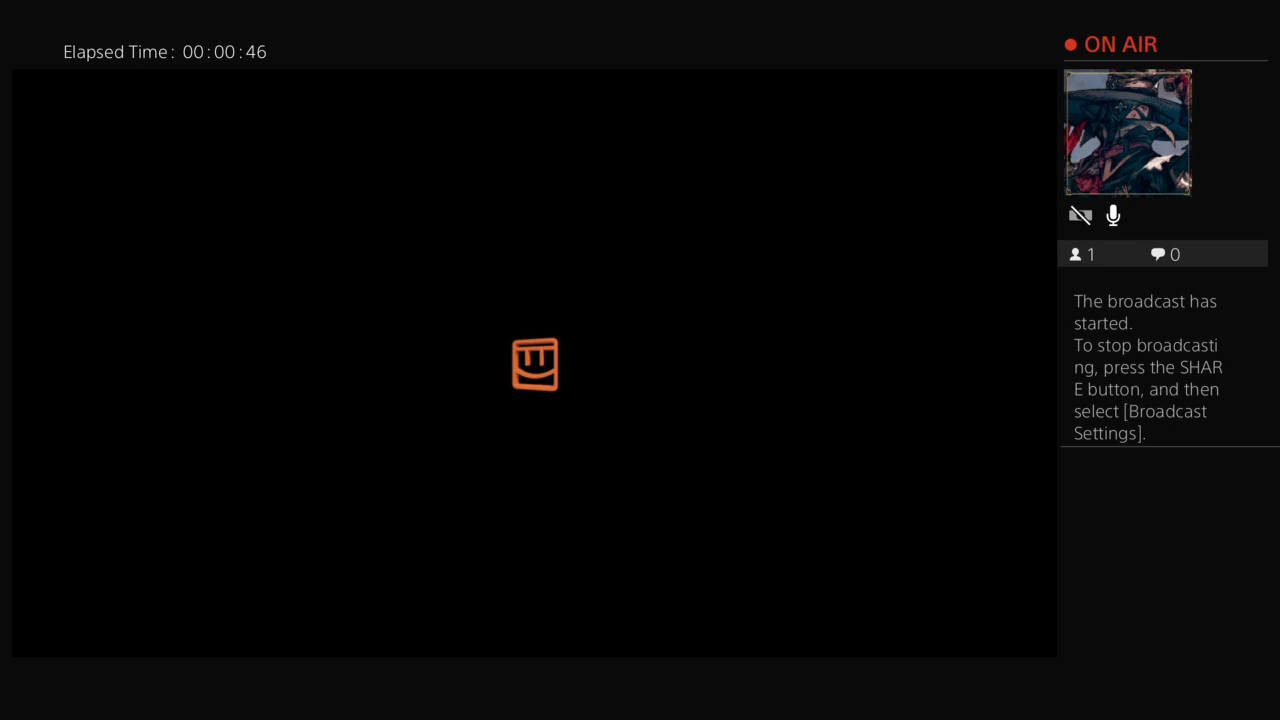 Elapsed Time: 00:00:46
ON AIR
1
0
The broadcast has
started.
To stop broadcasti
ng, press the SHAR
E button, and then
select [Broadcast
Settings].